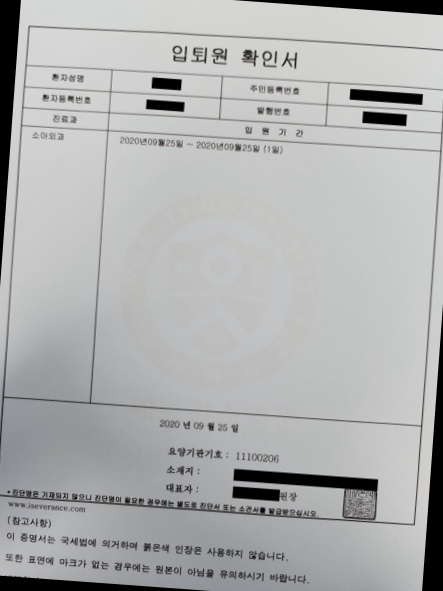 입퇴원 확인서
환자성명
주민등록번호
환자등록번호
발행번호
진료과
입 원 기 간
소아외과
2020년09월25일 ~ 2020년09월25일 (1일)
2020 년 09 월 25 일
요양기관기호 : 11100206
소재지 :
대표자 :
원장
* 진단명은 기재되지 않으니 진단명이 필요한 경우에는 별도로 진단서 또는 소견서를 발급받으십시오.
www.iseverance.com
(참고사항)
이 증명서는 국세법에 의거하며 붉은색 인장은 사용하지 않습니다.
또한 표면에 마크가 없는 경우에는 원본이 아님을 유의하시기 바랍니다.